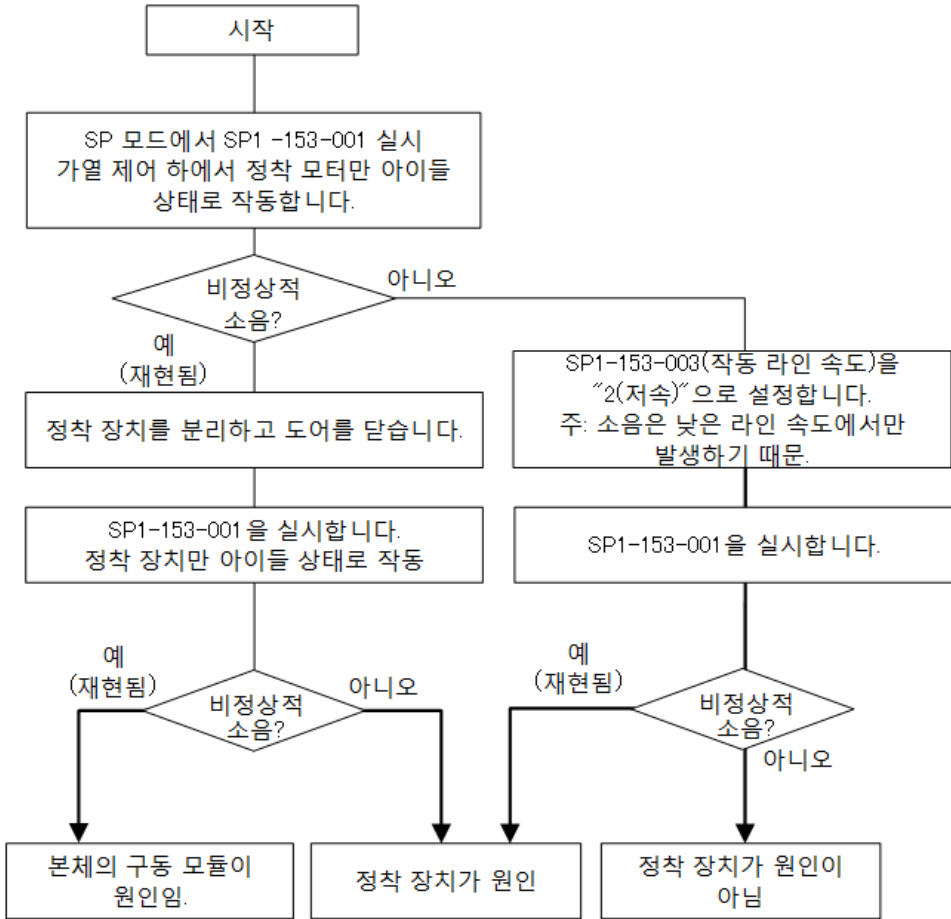 시작
SP 모드에서 SP1 -153-001 실시
가열 제어 하에서 정착 모터만 아이들
상태로 작동합니다.
비정상적
소음?
아니오
예
(재현됨)
정착 장치를 분리하고 도어를 닫습니다.
SP1-153-001을 실시합니다.
정착 장치만 아이들 상태로 작동
SP1-153-003(작동 라인 속도)을
"2(저속)"으로 설정합니다.
주: 소음은 낮은 라인 속도에서만
발생하기 때문.
SP1-153-001을 실시합니다.
예
(재현됨)
비정상적
소음?
아니오
예
(재현됨)
비정상적
소음?
아니오
본체의 구동 모듈이
원인임.
정착 장치가 원인
정착 장치가 원인이
아님